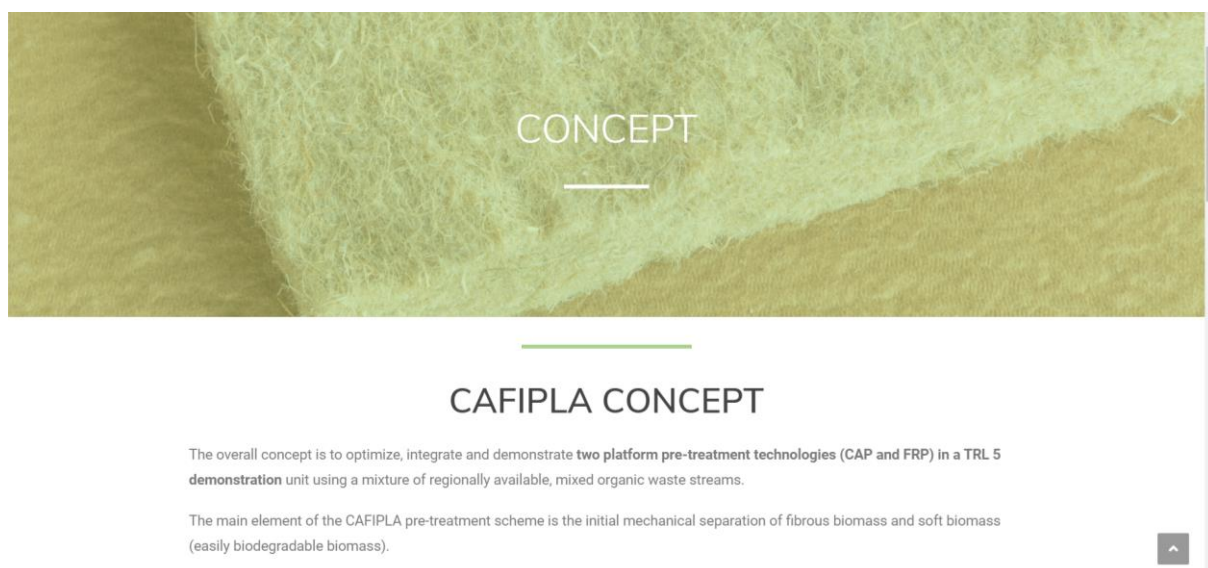 CONCEPT
CAFIPLA CONCEPT
The overall concept is to optimize, integrate and demonstrate two platform pre-treatment technologies (CAP and FRP) in a TRL 5
demonstration unit using a mixture of regionally available, mixed organic waste streams.
The main element of the CAFIPLA pre-treatment scheme is the initial mechanical separation of fibrous biomass and soft biomass
(easily biodegradable biomass).